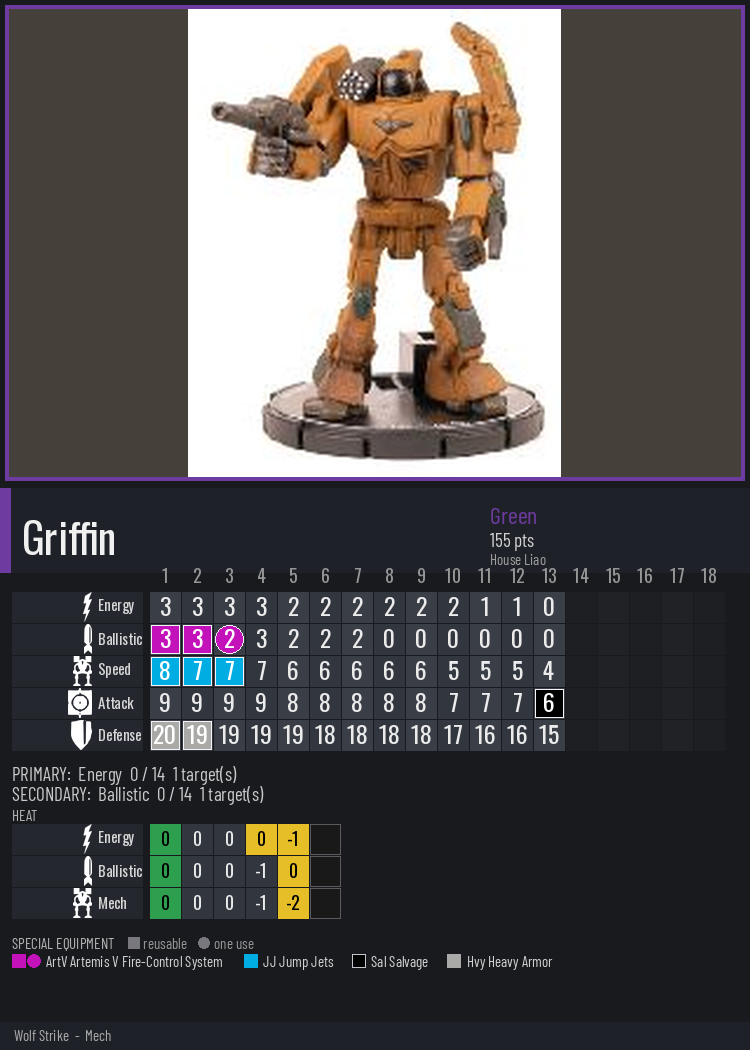 Griffin
Green
155 pts
House Liao
1 2 3 4 5 6 7 8 9 10 11 12 13 14 15 16 17 18
Energy 3 3 3 3 2 2 2 2 2 2 1 1 0
Ballistic 3 3 2 3 2 2 2 0 0 0 0 0 0
Speed 8 7 7 7 6 6 6 6 6 5 5 5 4
Attack 9 9 9 9 8 8 8 8 8 7 7 7 6
Defense 20 19 19 19 19 18 18 18 18 17 16 16 15
PRIMARY: Energy 0 / 14 1 target(s)
SECONDARY: Ballistic 0 / 14 1 target(s)
HEAT
Energy 0 0 0 0 -1
Ballistic 0 0 0 -1 0
Mech 0 0 0 -1 -2
SPECIAL EQUIPMENT reusable one use
ArtV Artemis V Fire-Control System JJ Jump Jets Sal Salvage Hvy Heavy Armor
Wolf Strike - Mech